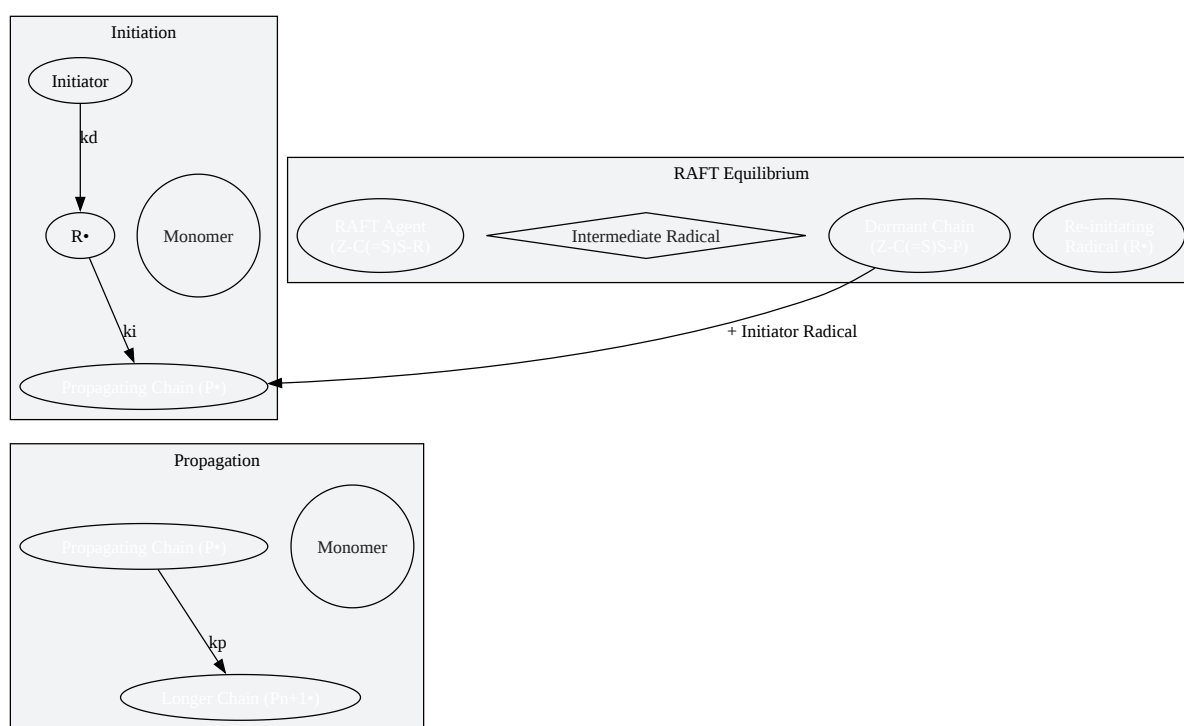 Initiation
Initiator
kd
R•
Monomer
ki
Propagating Chain (P•)
RAFT Equilibrium
RAFT Agent
(Z-C(=S)S-R)
Intermediate Radical
Dormant Chain
(Z-C(=S)S-P)
Re-initiating
Radical (R•)
+ Initiator Radical
Propagation
Propagating Chain (P•)
Monomer
kp
Longer Chain (Pn+1•)